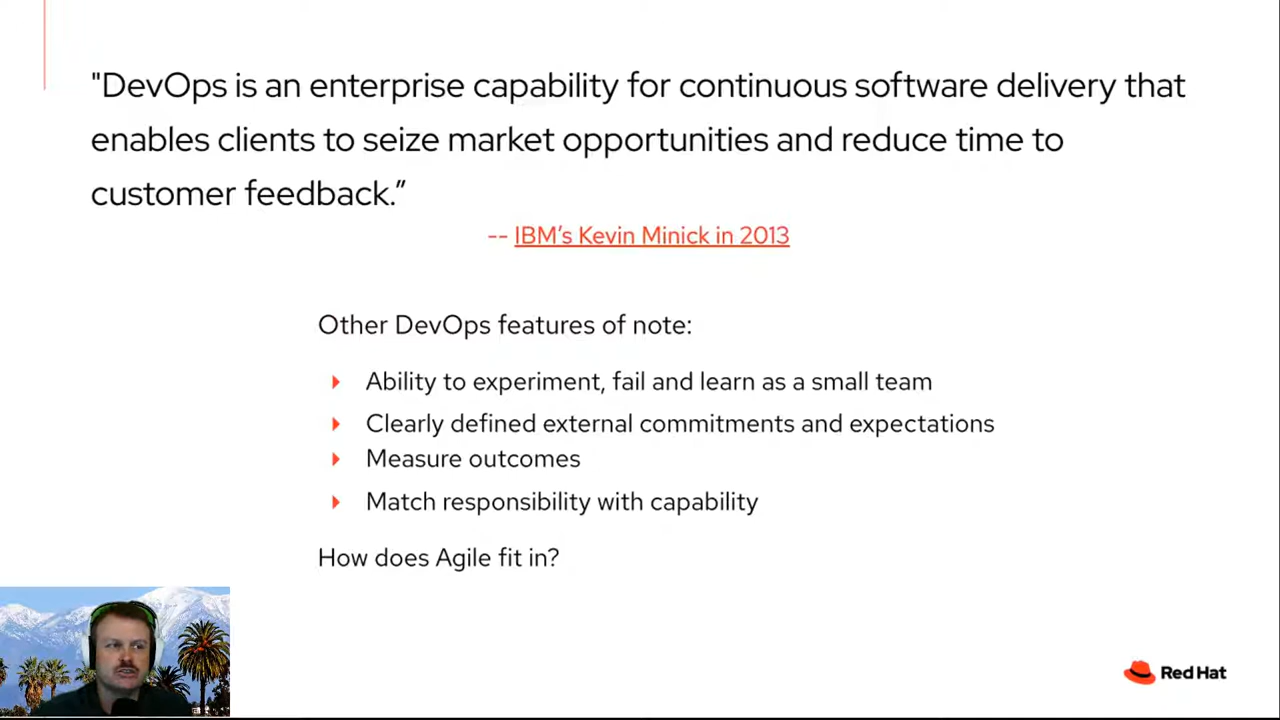 "DevOps is an enterprise capability for continuous software delivery that
enables clients to seize market opportunities and reduce time to
customer feedback.”
-- IBM’s Kevin Minick in 2013
Other DevOps features of note:
Ability to experiment, fail and learn as a small team
Clearly defined external commitments and expectations
Measure outcomes
Match responsibility with capability
How does Agile fit in?
Red Hat